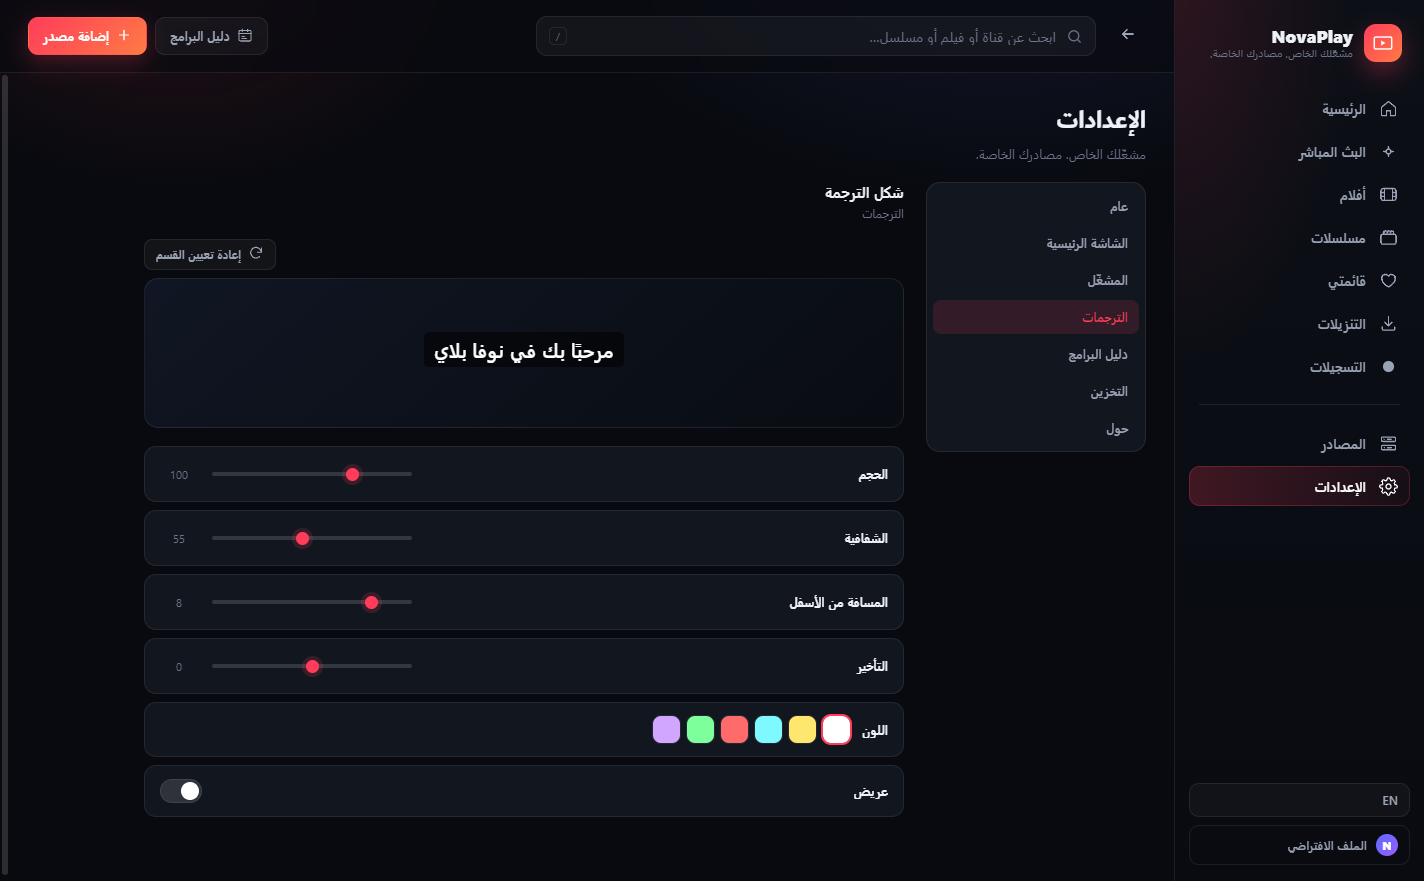 NovaPlay
مشغّلك الخاص. مصادرك الخاصة.
الرئيسية
البث المباشر
أفلام
مسلسلات
قائمتي
التنزيلات
التسجيلات
المصادر
الإعدادات
EN
N
الملف الافتراضي
ابحث عن قناة أو فيلم أو مسلسل...
/
دليل البرامج
إضافة مصدر
الإعدادات
مشغّلك الخاص. مصادرك الخاصة.
عام
الشاشة الرئيسية
المشغّل
الترجمات
دليل البرامج
التخزين
حول
شكل الترجمة
الترجمات
إعادة تعيين القسم
مرحبًا بك في نوفا بلاي
الحجم
100
الشفافية
55
المسافة من الأسفل
8
التأخير
0
اللون
عريض